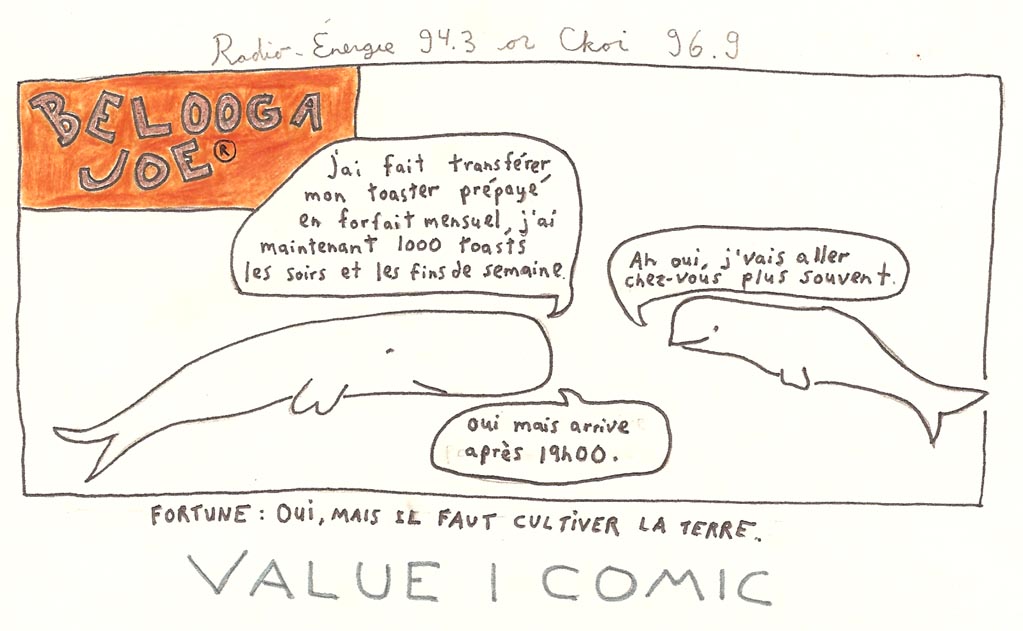 Radio-Énergie 94.3 or Ckoi 96.9
BELOOGA
JOE®
j'ai fait transférer
mon toaster prépayé
en forfait mensuel, j'ai
maintenant 1000 toasts
les soirs et les fins de semaine.
Ah oui, j'vais aller
chez-vous plus souvent.
Oui mais arrive
après 19h00.
FORTUNE : OUi, MAIS IL FAUT CULTIVER LA TERRE.
VALUE 1 COMIC